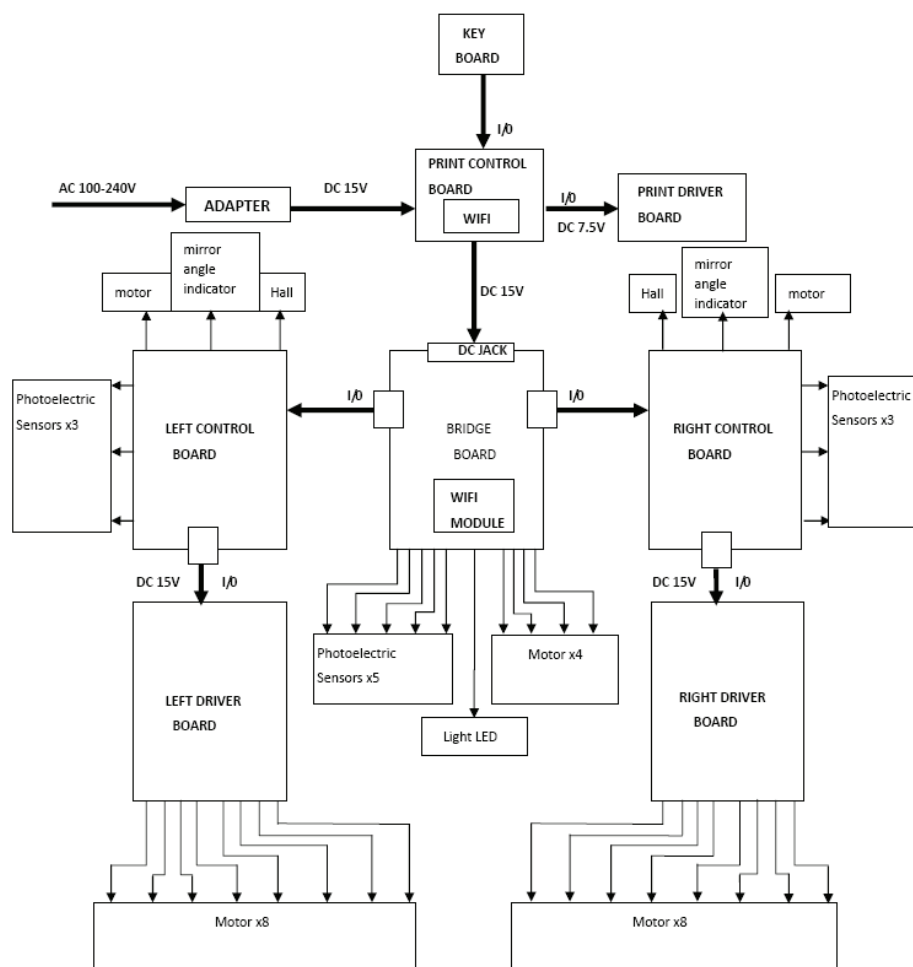 KEY
BOARD
I/0
PRINT CONTROL
BOARD
WIFI
AC 100-240V
ADAPTER
DC 15V
I/0
DC 7.5V
PRINT DRIVER
BOARD
DC 15V
motor
mirror
angle
indicator
Hall
Hall
mirror
angle
indicator
motor
DC JACK
Photoelectric
Sensors x3
LEFT CONTROL
BOARD
I/0
BRIDGE
BOARD
WIFI
MODULE
I/0
RIGHT CONTROL
BOARD
Photoelectric
Sensors x3
DC 15V
I/0
DC 15V
I/0
LEFT DRIVER
BOARD
Photoelectric
Sensors x5
Motor x4
Light LED
RIGHT DRIVER
BOARD
Motor x8
Motor x8